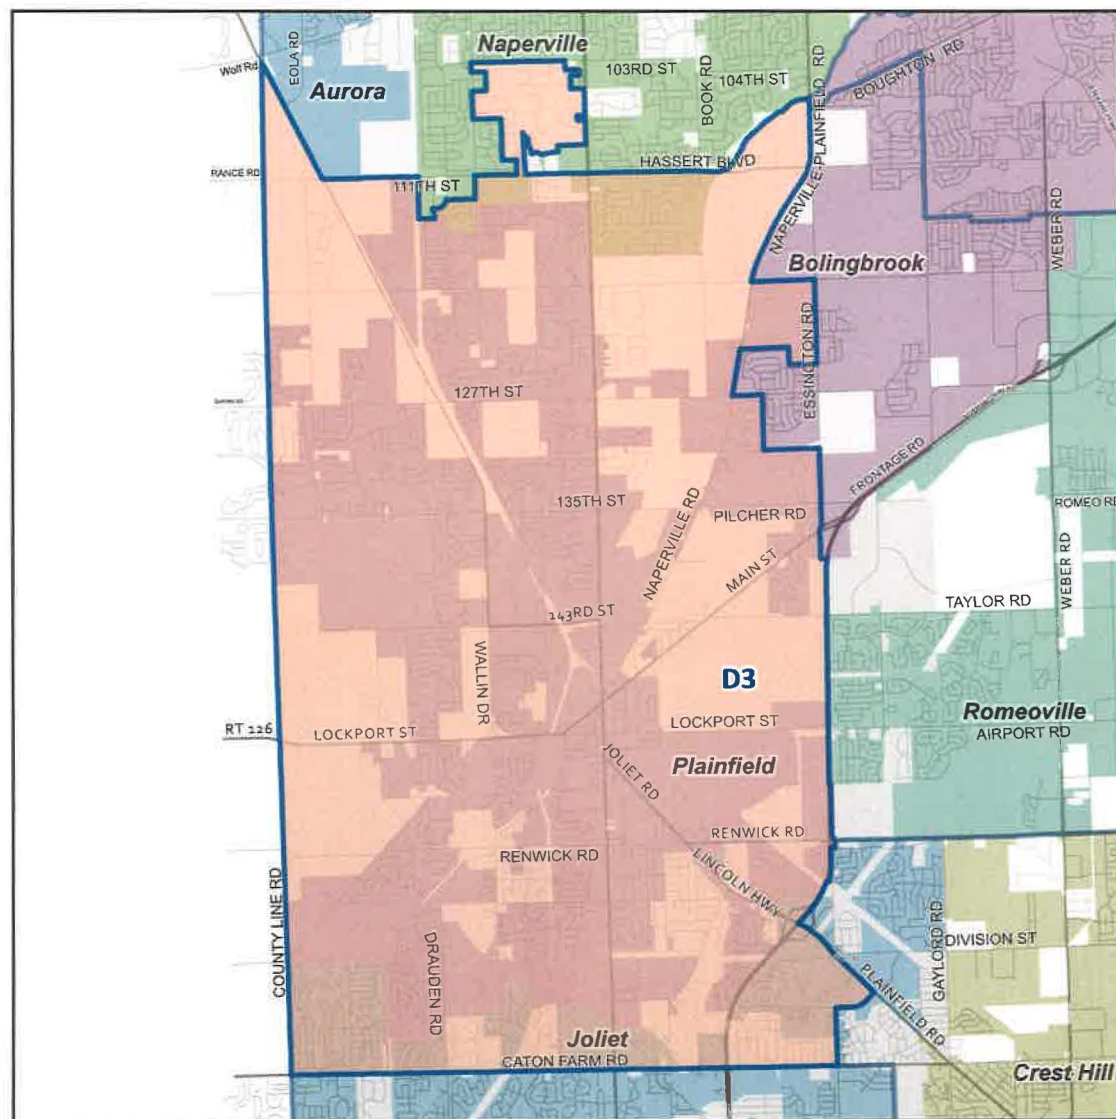 Naperville
103RD ST
104TH ST
BOOK RD
NAPERVILLE-PLAINFIELD RD
BOUGHTON RD
EOLA RD
Wolf Rd
Aurora
HASSERT BLVD
RANCE RD
111TH ST
WEBER RD
Bolingbrook
ESSINGTON RD
127TH ST
FRONTAGE RD
135TH ST
PILCHER RD
ROMEO RD
NAPERVILLE RD
MAIN ST
WEBER RD
TAYLOR RD
143RD ST
WALLIN DR
D3
RT 126
LOCKPORT ST
LOCKPORT ST
Romeoville
AIRPORT RD
JOLIET RD
Plainfield
RENWICK RD
RENWICK RD
LINCOLN HWY
COUNTY LINE RD
DRAUDEN RD
GAYLORD RD
DIVISION ST
PLAINFIELD RD
Joliet
CATON FARM RD
Crest Hill